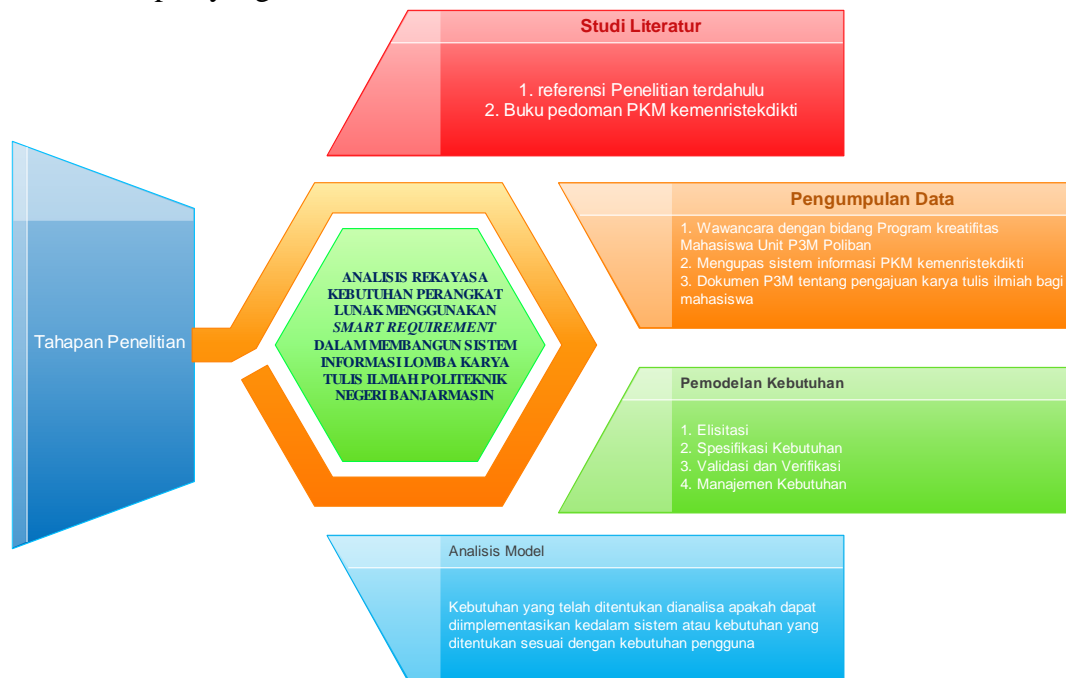 Studi Literatur
1. referensi Penelitian terdahulu
2. Buku pedoman PKM kemenristekdikti
Pengumpulan Data
1. Wawancara dengan bidang Program kreatifitas
Mahasiswa Unit P3M Poliban
2. Mengupas sistem informasi PKM kemenristekdikti
3. Dokumen P3M tentang pengajuan karya tulis ilmiah bagi
mahasiswa
Tahapan Penelitian
ANALISIS REKAYASA
KEBUTUHAN PERANGKAT
LUNAK MENGGUNAKAN
SMART REQUIREMENT
DALAM MEMBANGUN SISTEM
INFORMASI LOMBA KARYA
TULIS ILMIAH POLITEKNIK
NEGERI BANJARMASIN
Pemodelan Kebutuhan
1. Elisitasi
2. Spesifikasi Kebutuhan
3. Validasi dan Verifikasi
4. Manajemen Kebutuhan
Analisis Model
Kebutuhan yang telah ditentukan dianalisa apakah dapat
diimplementasikan kedalam sistem atau kebutuhan yang
ditentukan sesuai dengan kebutuhan pengguna